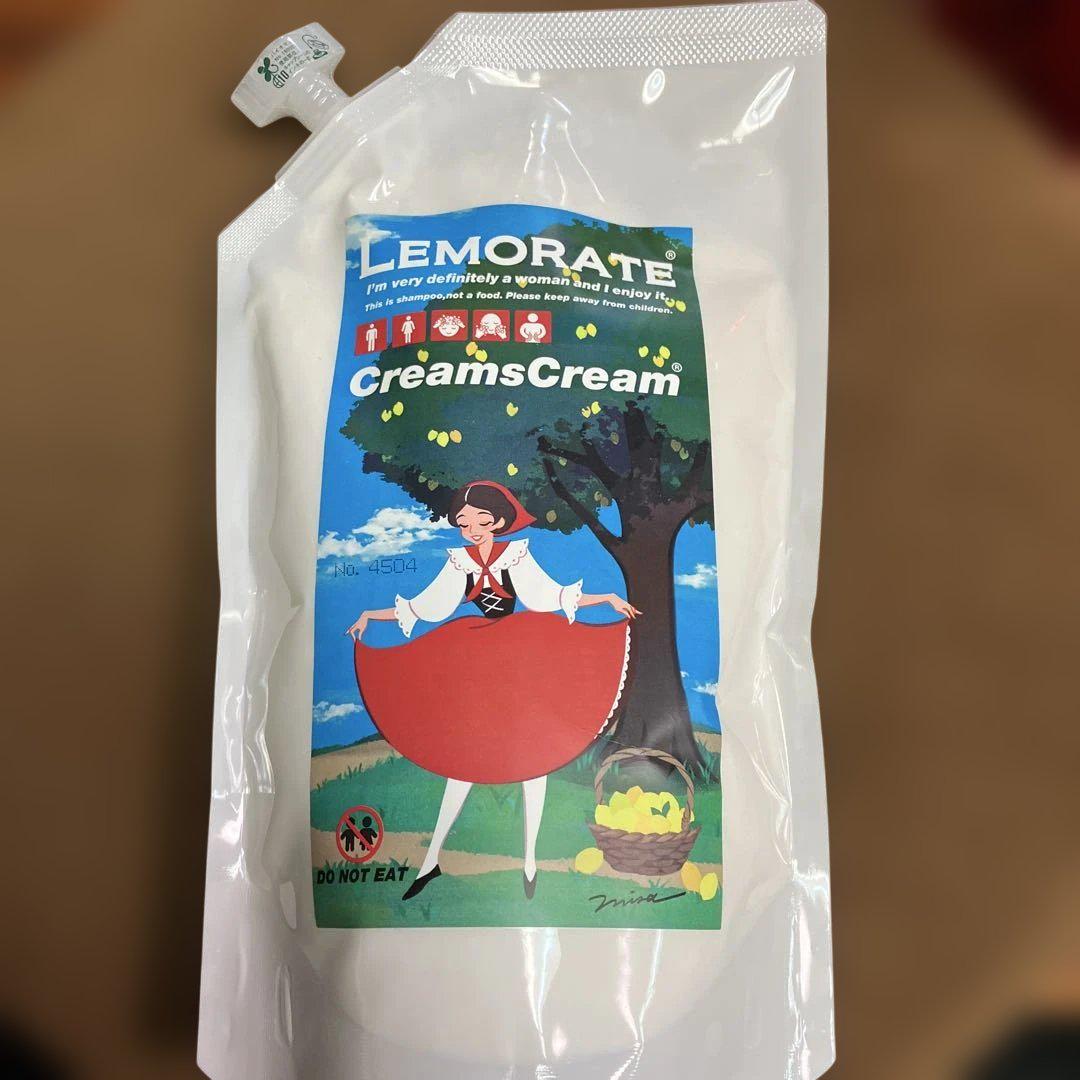 LEMORATE®
I'm very definitely a woman and I enjoy it.
This is shampoo,not a food. Please keep away from children.
CreamsCream®
No. 4504
DO NOT EAT
misa